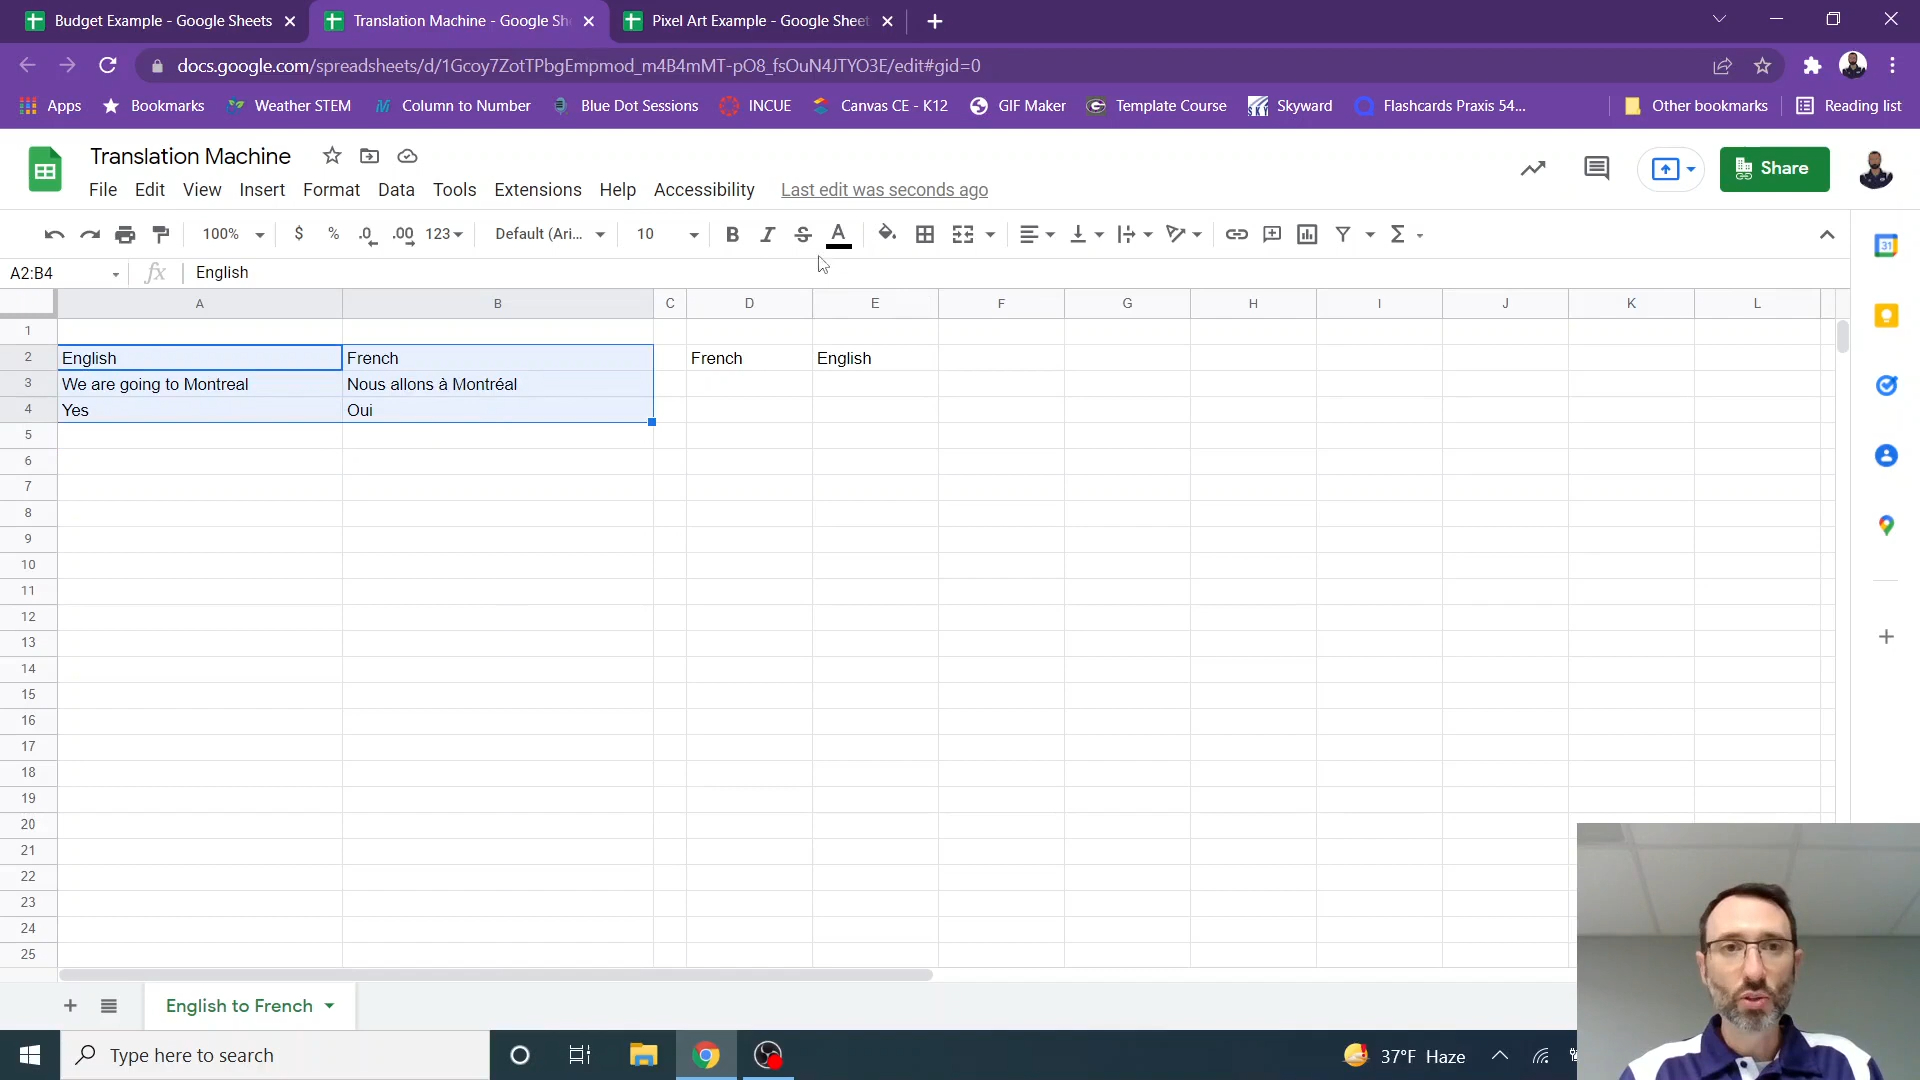 Budget Example - Google Sheets
Translation Machine - Google Sh
Pixel Art Example - Google Sheet
docs.google.com/spreadsheets/d/1Gcoy7ZotTPbgEmpmod_m4B4mMT-pO8_fsOuN4JTYO3E/edit#gid=0
Apps Bookmarks Weather STEM Column to Number Blue Dot Sessions INCUE Canvas CE - K12 GIF Maker Template Course Skyward Flashcards Praxis 54... Other bookmarks Reading list
Translation Machine
File Edit View Insert Format Data Tools Extensions Help Accessibility Last edit was seconds ago
Share
100% $ % .0 .00 123 Default (Ari... 10 B I S A
A2:B4 fx English
A B C D E F G H I J K L
1
2 English French French English
3 We are going to Montreal Nous allons à Montréal
4 Yes Oui
5
6
7
8
9
10
11
12
13
14
15
16
17
18
19
20
21
22
23
24
25
English to French
Type here to search
37°F Haze